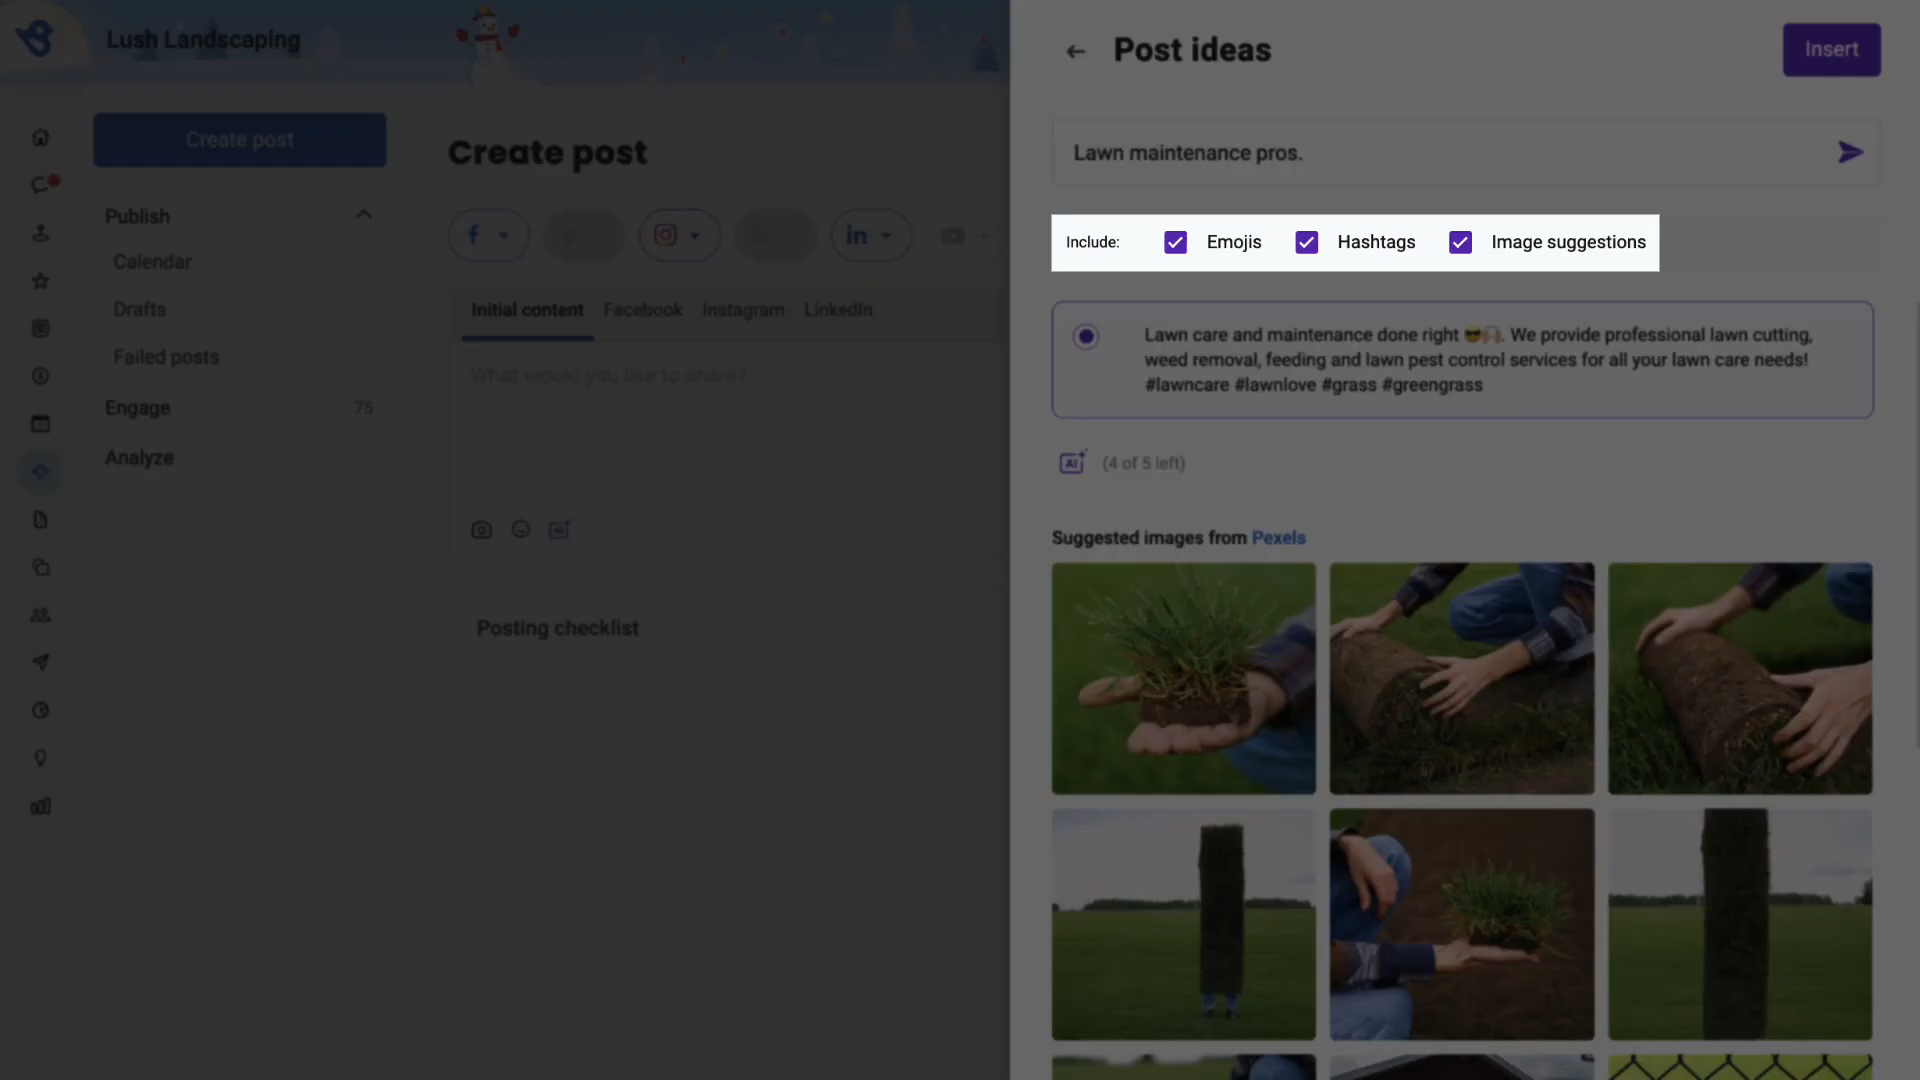 Lush Landscaping
Create post
Publish
Calendar
Drafts
Failed posts
Engage 75
Analyze
Create post
Initial content Facebook Instagram LinkedIn
What would you like to share?
Posting checklist
Post ideas
Insert
Lawn maintenance pros.
Include: Emojis Hashtags Image suggestions
Lawn care and maintenance done right 😎🙌🏻. We provide professional lawn cutting,
weed removal, feeding and lawn pest control services for all your lawn care needs!
#lawncare #lawnlove #grass #greengrass
AI (4 of 5 left)
Suggested images from Pexels